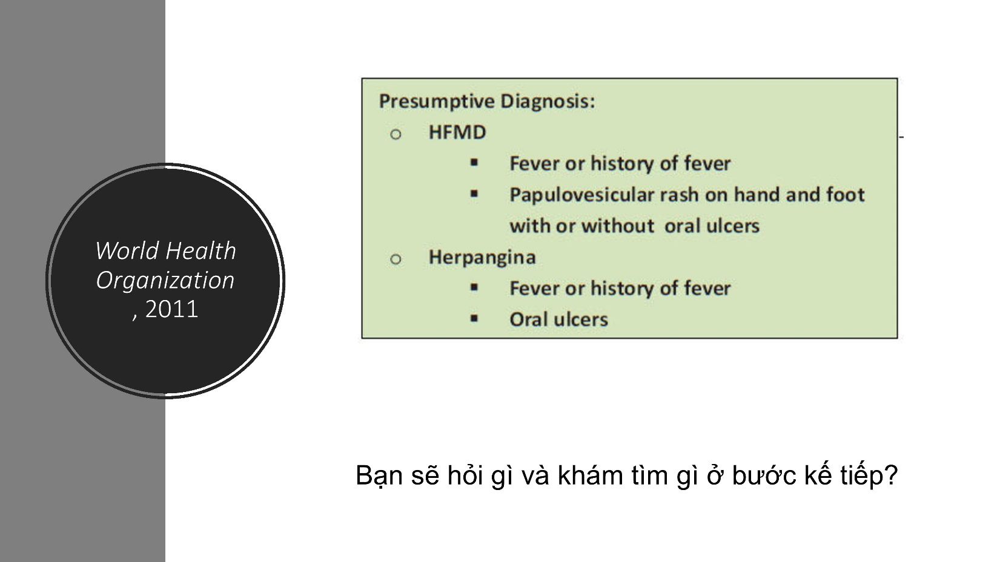 World Health
Organization
, 2011
Presumptive Diagnosis:
o HFMD
▪ Fever or history of fever
▪ Papulovesicular rash on hand and foot
with or without oral ulcers
o Herpangina
▪ Fever or history of fever
▪ Oral ulcers
Bạn sẽ hỏi gì và khám tìm gì ở bước kế tiếp?